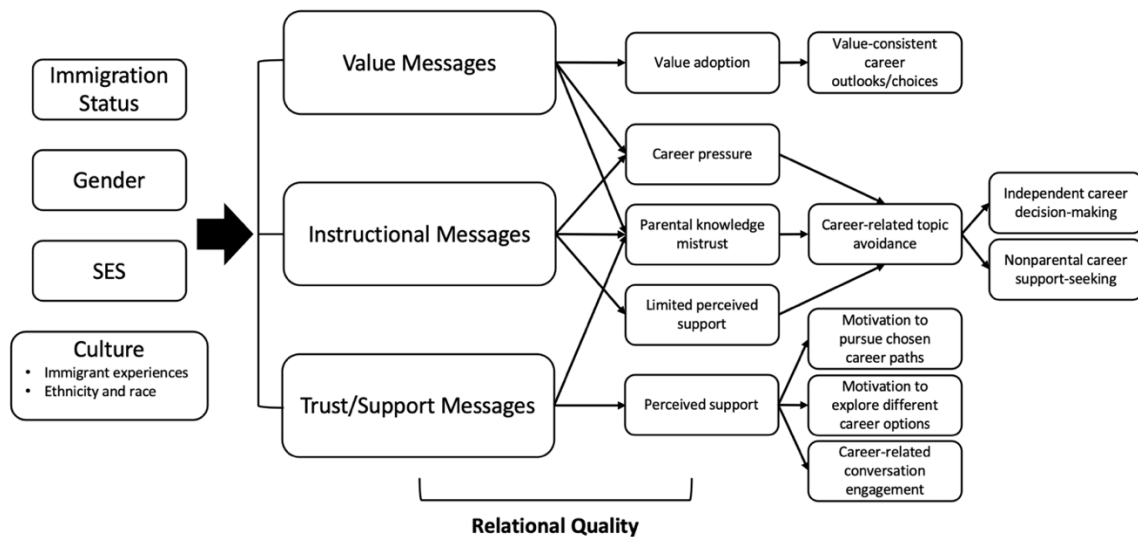 Immigration
Status
Gender
SES
Culture
• Immigrant experiences
• Ethnicity and race
Value Messages
Instructional Messages
Trust/Support Messages
Value adoption
Career pressure
Parental knowledge
mistrust
Limited perceived
support
Perceived support
Value-consistent
career
outlooks/choices
Career-related topic
avoidance
Motivation to
pursue chosen
career paths
Motivation to
explore different
career options
Career-related
conversation
engagement
Independent career
decision-making
Nonparental career
support-seeking
Relational Quality